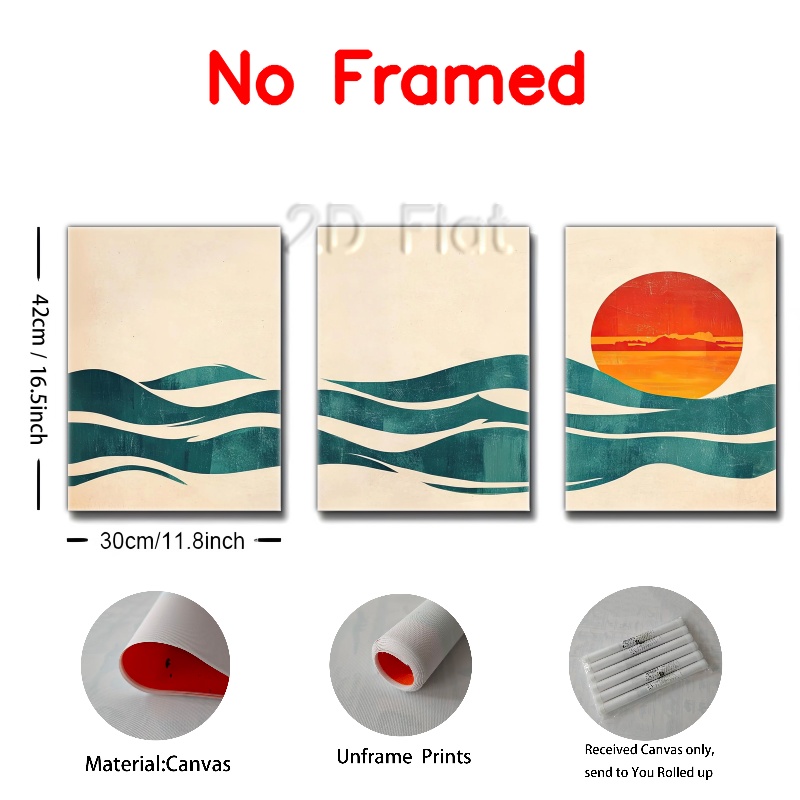 No Framed
2D Flat
42cm / 16.5inch
30cm/11.8inch
Material:Canvas
Unframe Prints
Received Canvas only,
send to You Rolled up